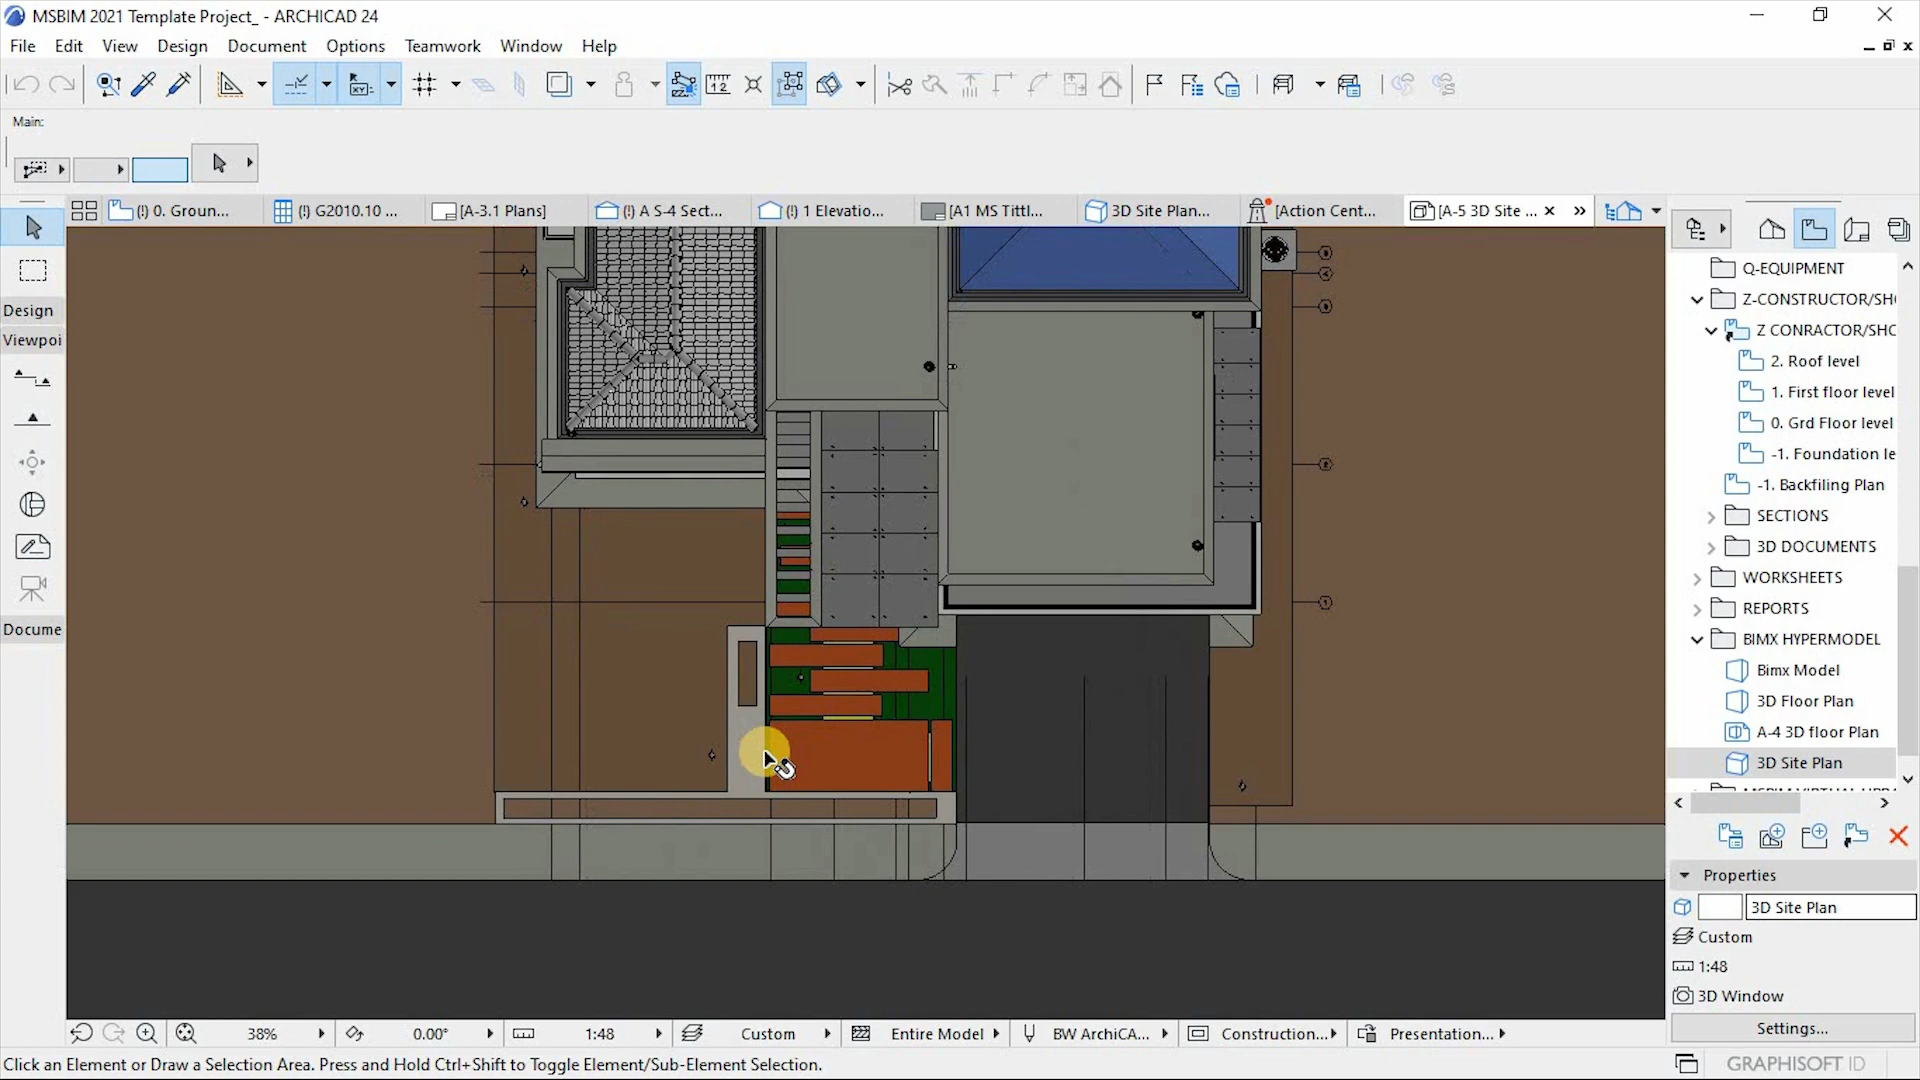 MSBIM 2021 Template Project_ - ARCHICAD 24
File Edit View Design Document Options Teamwork Window Help
Main:
(!) 0. Groun... (!) G2010.10 ... [A-3.1 Plans] (!) A S-4 Sect... (!) 1 Elevatio... [A1 MS Tittl... 3D Site Plan... [Action Cent... [A-5 3D Site ...
Design
Viewpoi
Docume
Q-EQUIPMENT
Z-CONSTRUCTOR/SH
Z CONRACTOR/SHC
2. Roof level
1. First floor level
0. Grd Floor level
-1. Foundation le
-1. Backfiling Plan
SECTIONS
3D DOCUMENTS
WORKSHEETS
REPORTS
BIMX HYPERMODEL
Bimx Model
3D Floor Plan
A-4 3D floor Plan
3D Site Plan
Properties
3D Site Plan
Custom
1:48
3D Window
Settings...
38% 0.00° 1:48 Custom Entire Model BW ArchiCA... Construction... Presentation...
Click an Element or Draw a Selection Area. Press and Hold Ctrl+Shift to Toggle Element/Sub-Element Selection.
GRAPHISOFT ID